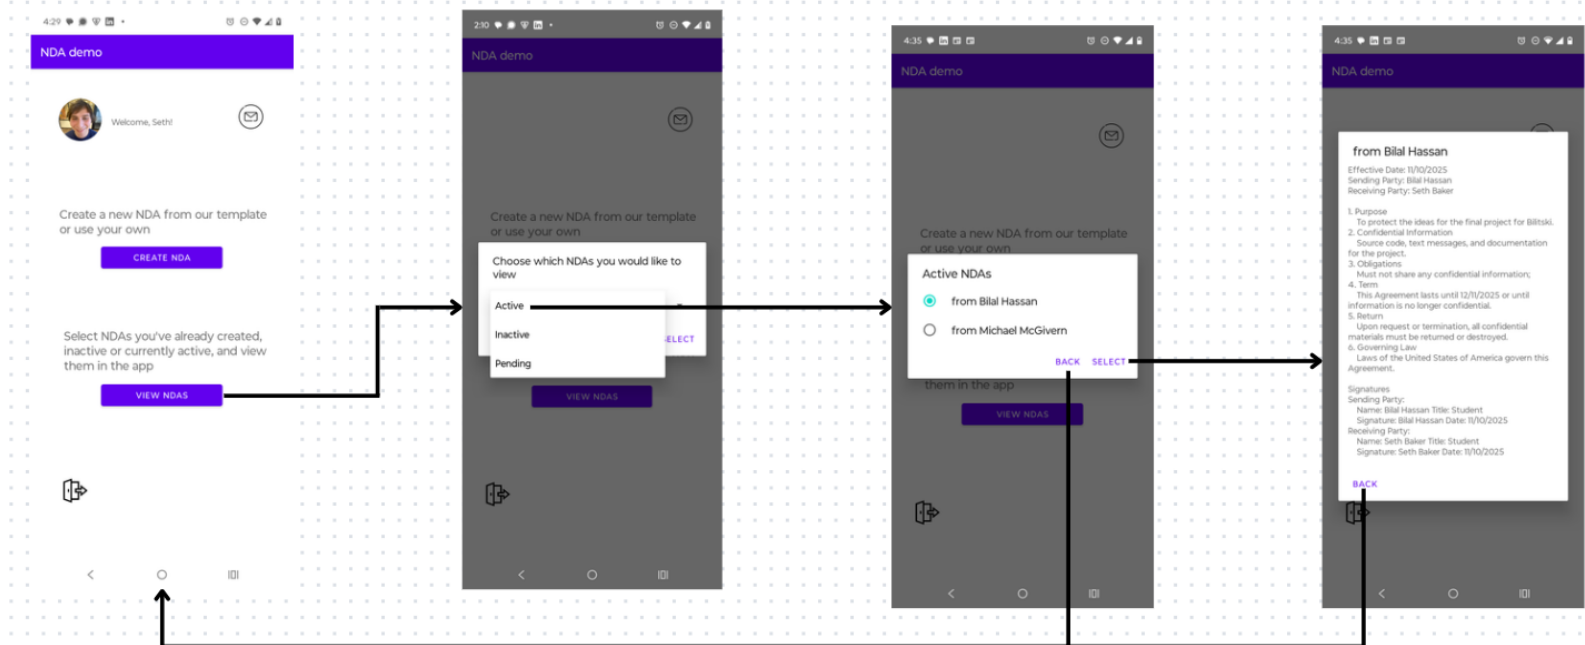 4:29
NDA demo
Welcome, Seth!
Create a new NDA from our template
or use your own
CREATE NDA
Select NDAs you've already created,
inactive or currently active, and view
them in the app
VIEW NDAS
2:10
NDA demo
Create a new NDA from our template
or use your own
Choose which NDAs you would like to
view
Active
Inactive
SELECT
Pending
VIEW NDAS
4:35
NDA demo
Create a new NDA from our template
or use your own
Active NDAs
from Bilal Hassan
from Michael McGivern
BACK SELECT
them in the app
VIEW NDAS
4:35
NDA demo
from Bilal Hassan
Effective Date: 11/10/2025
Sending Party: Bilal Hassan
Receiving Party: Seth Baker
1. Purpose
To protect the ideas for the final project for Bilitski.
2. Confidential Information
Source code, text messages, and documentation
for the project.
3. Obligations
Must not share any confidential information;
4. Term
This Agreement lasts until 12/11/2025 or until
information is no longer confidential.
5. Return
Upon request or termination, all confidential
materials must be returned or destroyed.
6. Governing Law
Laws of the United States of America govern this
Agreement.
Signatures
Sending Party:
Name: Bilal Hassan Title: Student
Signature: Bilal Hassan Date: 11/10/2025
Receiving Party:
Name: Seth Baker Title: Student
Signature: Seth Baker Date: 11/10/2025
BACK